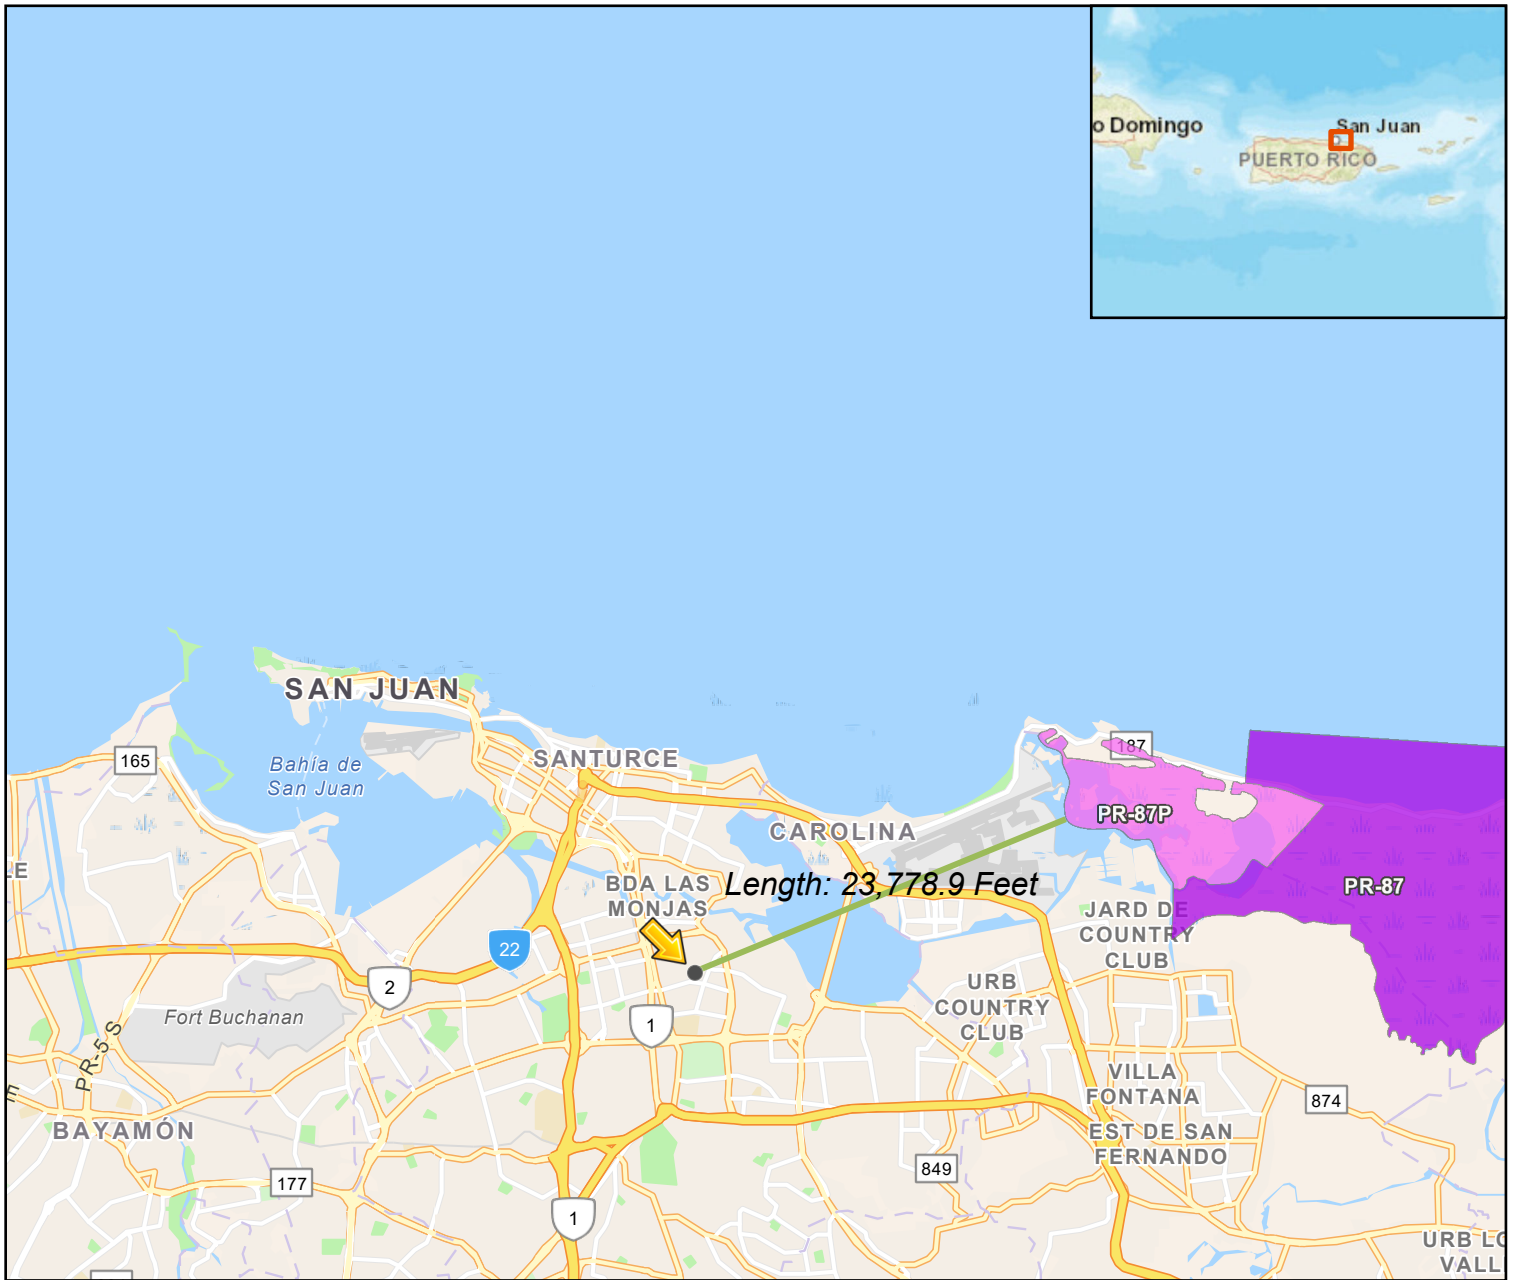 o Domingo
San Juan
PUERTO RICO
SAN JUAN
165
Bahía de
San Juan
SANTURCE
187
PR-87P
CAROLINA
LE
BDA LAS
MONJAS
Length: 23,778.9 Feet
PR-87
JARD DE
COUNTRY
CLUB
22
2
URB
COUNTRY
CLUB
Fort Buchanan
1
PR-5 S
VILLA
FONTANA
874
BAYAMÓN
EST DE SAN
FERNANDO
849
177
1
URB LO
VALL